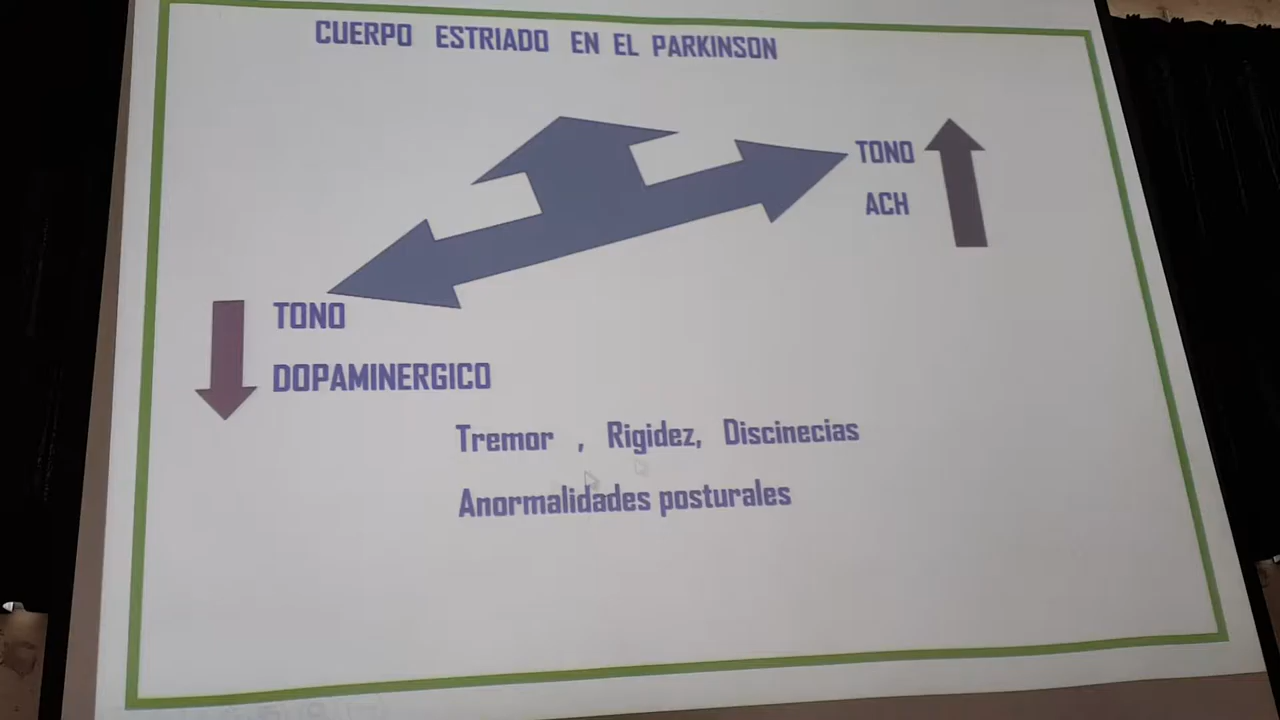 CUERPO ESTRIADO EN EL PARKINSON
TONO
ACH
TONO
DOPAMINERGICO
Tremor , Rigidez, Discinecias
Anormalidades posturales